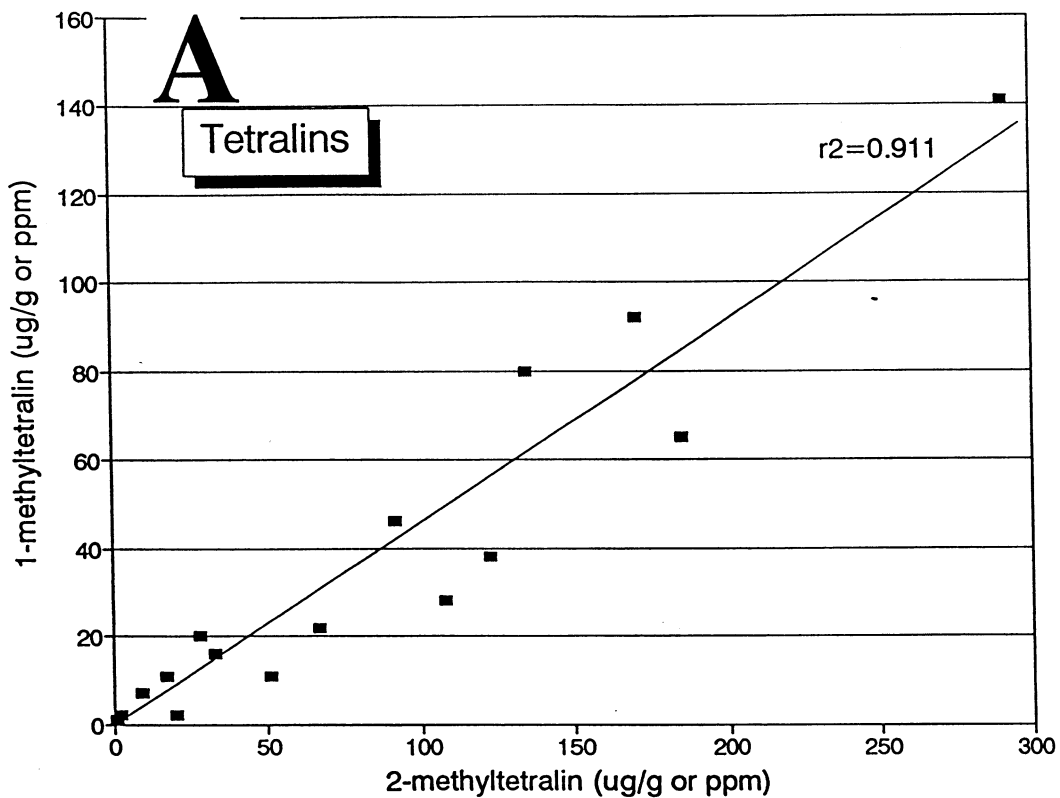 A
Tetralins
r2=0.911
160
140
120
100
80
60
40
20
0
1-methyltetralin (ug/g or ppm)
0 50 100 150 200 250 300
2-methyltetralin (ug/g or ppm)